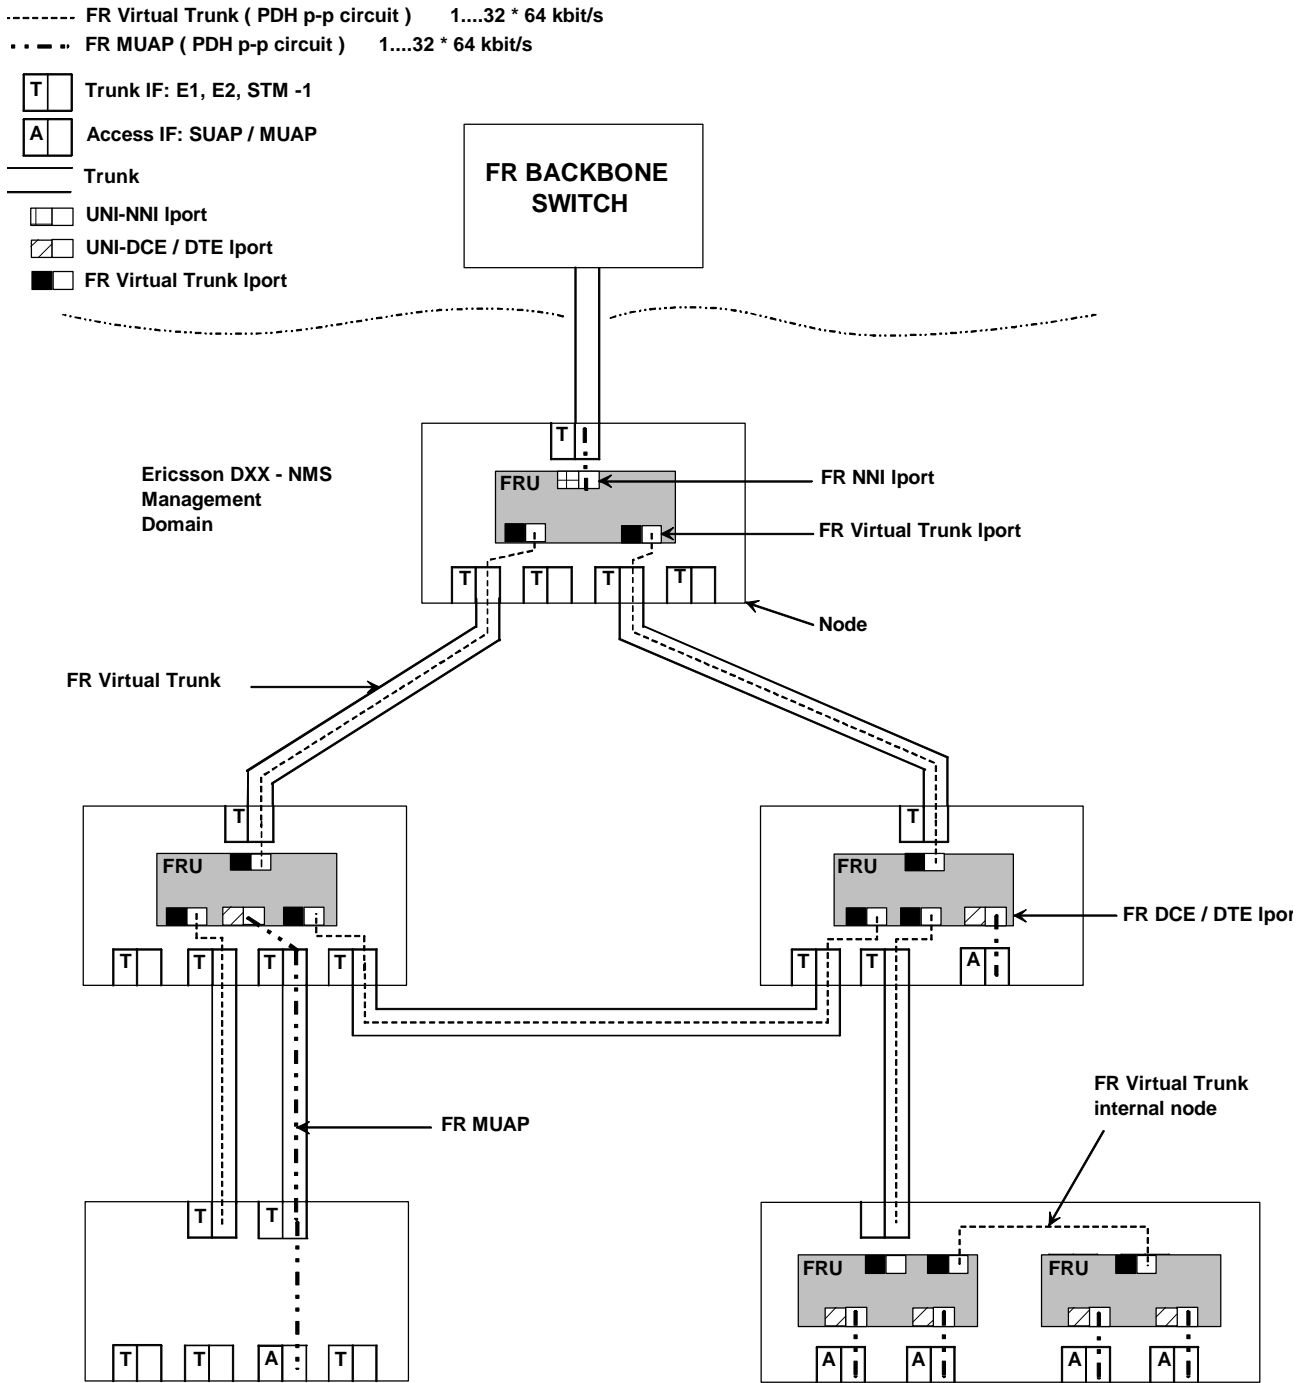 FR Virtual Trunk ( PDH p-p circuit ) 1....32 * 64 kbit/s
FR MUAP ( PDH p-p circuit ) 1....32 * 64 kbit/s
T Trunk IF: E1, E2, STM -1
A Access IF: SUAP / MUAP
Trunk
UNI-NNI Iport
UNI-DCE / DTE Iport
FR Virtual Trunk Iport
FR BACKBONE
SWITCH
T
Ericsson DXX - NMS
Management
Domain
FRU
FR NNI Iport
FR Virtual Trunk Iport
T T T T
Node
FR Virtual Trunk
T
T
FRU
FRU
FR DCE / DTE Ipor
T T T T
T T A
FR Virtual Trunk
internal node
FR MUAP
T T
FRU
FRU
T T A T
A A A A